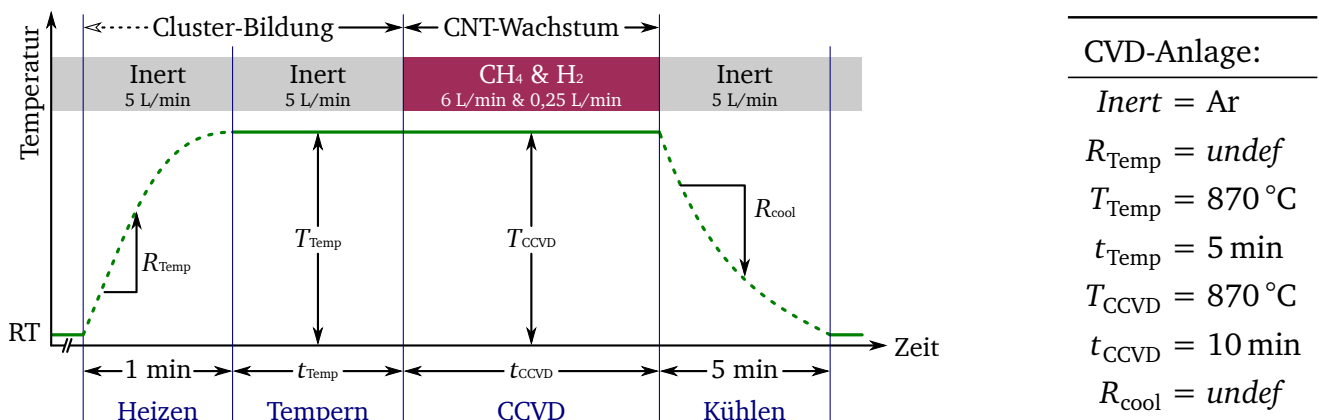 Cluster-Bildung CNT-Wachstum
Temperatur
Inert Inert CH₄ & H₂ Inert
5 L/min 5 L/min 6 L/min & 0,25 L/min 5 L/min
R_Temp T_Temp T_CCVD R_cool
RT
Zeit
1 min t_Temp t_CCVD 5 min
Heizen Tempern CCVD Kühlen
CVD-Anlage:
Inert = Ar
R_Temp = undef
T_Temp = 870 °C
t_Temp = 5 min
T_CCVD = 870 °C
t_CCVD = 10 min
R_cool = undef